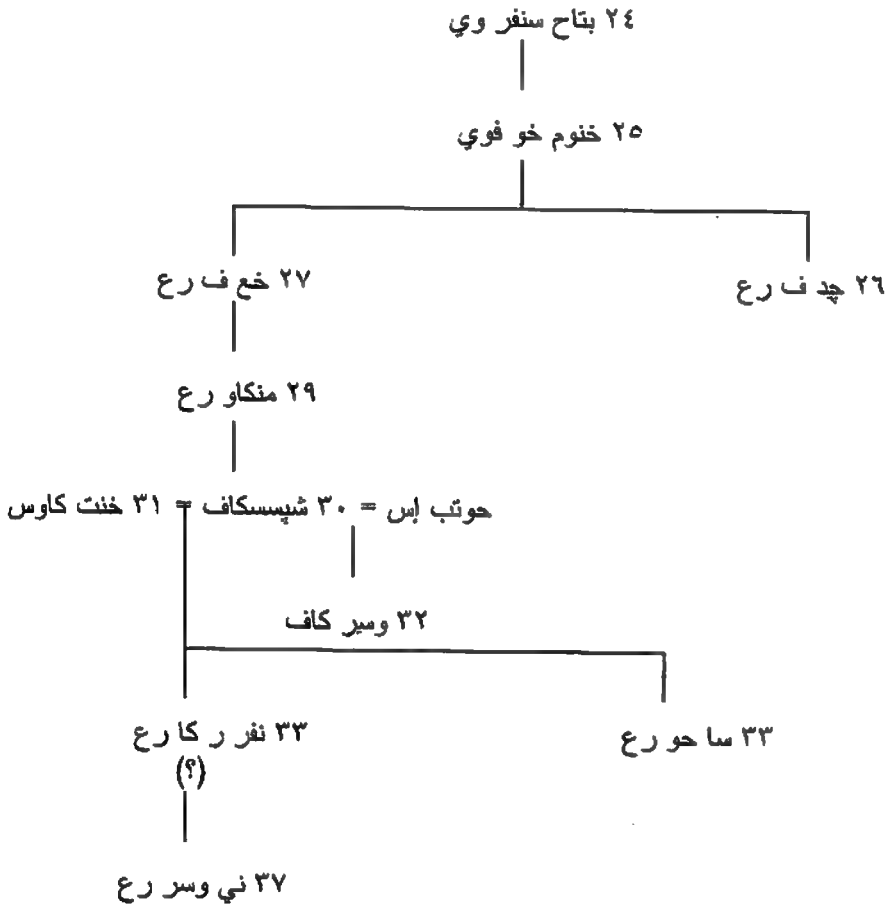 ٢٤ بتاح سنفر وي
٢٥ خنوم خو فوي
٢٦ چد ف رع
٢٧ خع ف رع
٢٩ منكاو رع
حوتب إس = ٣٠ شپسسكاف = ٣١ خنت كاوس
٣٢ وسر كاف
٣٣ سا حو رع
٣٣ نفر ر كا رع
(؟)
٣٧ ني وسر رع